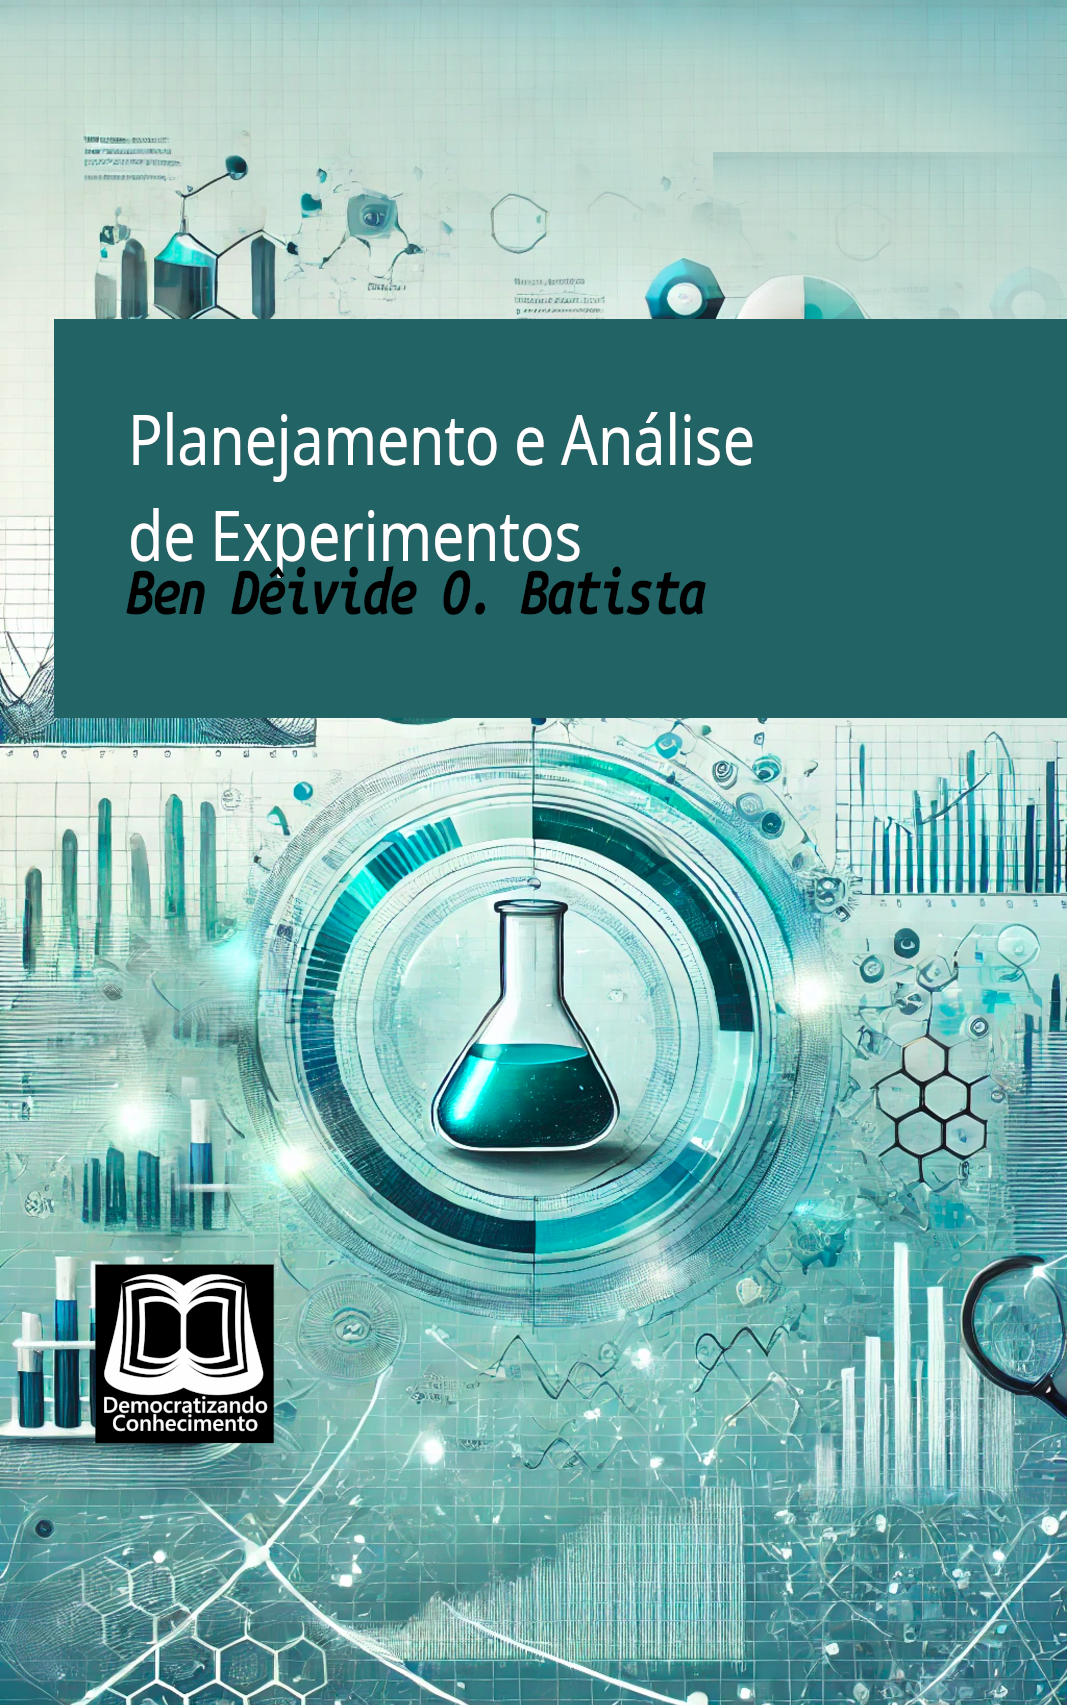 Planejamento e Análise
de Experimentos
Ben Dêivide O. Batista
Democratizando
Conhecimento